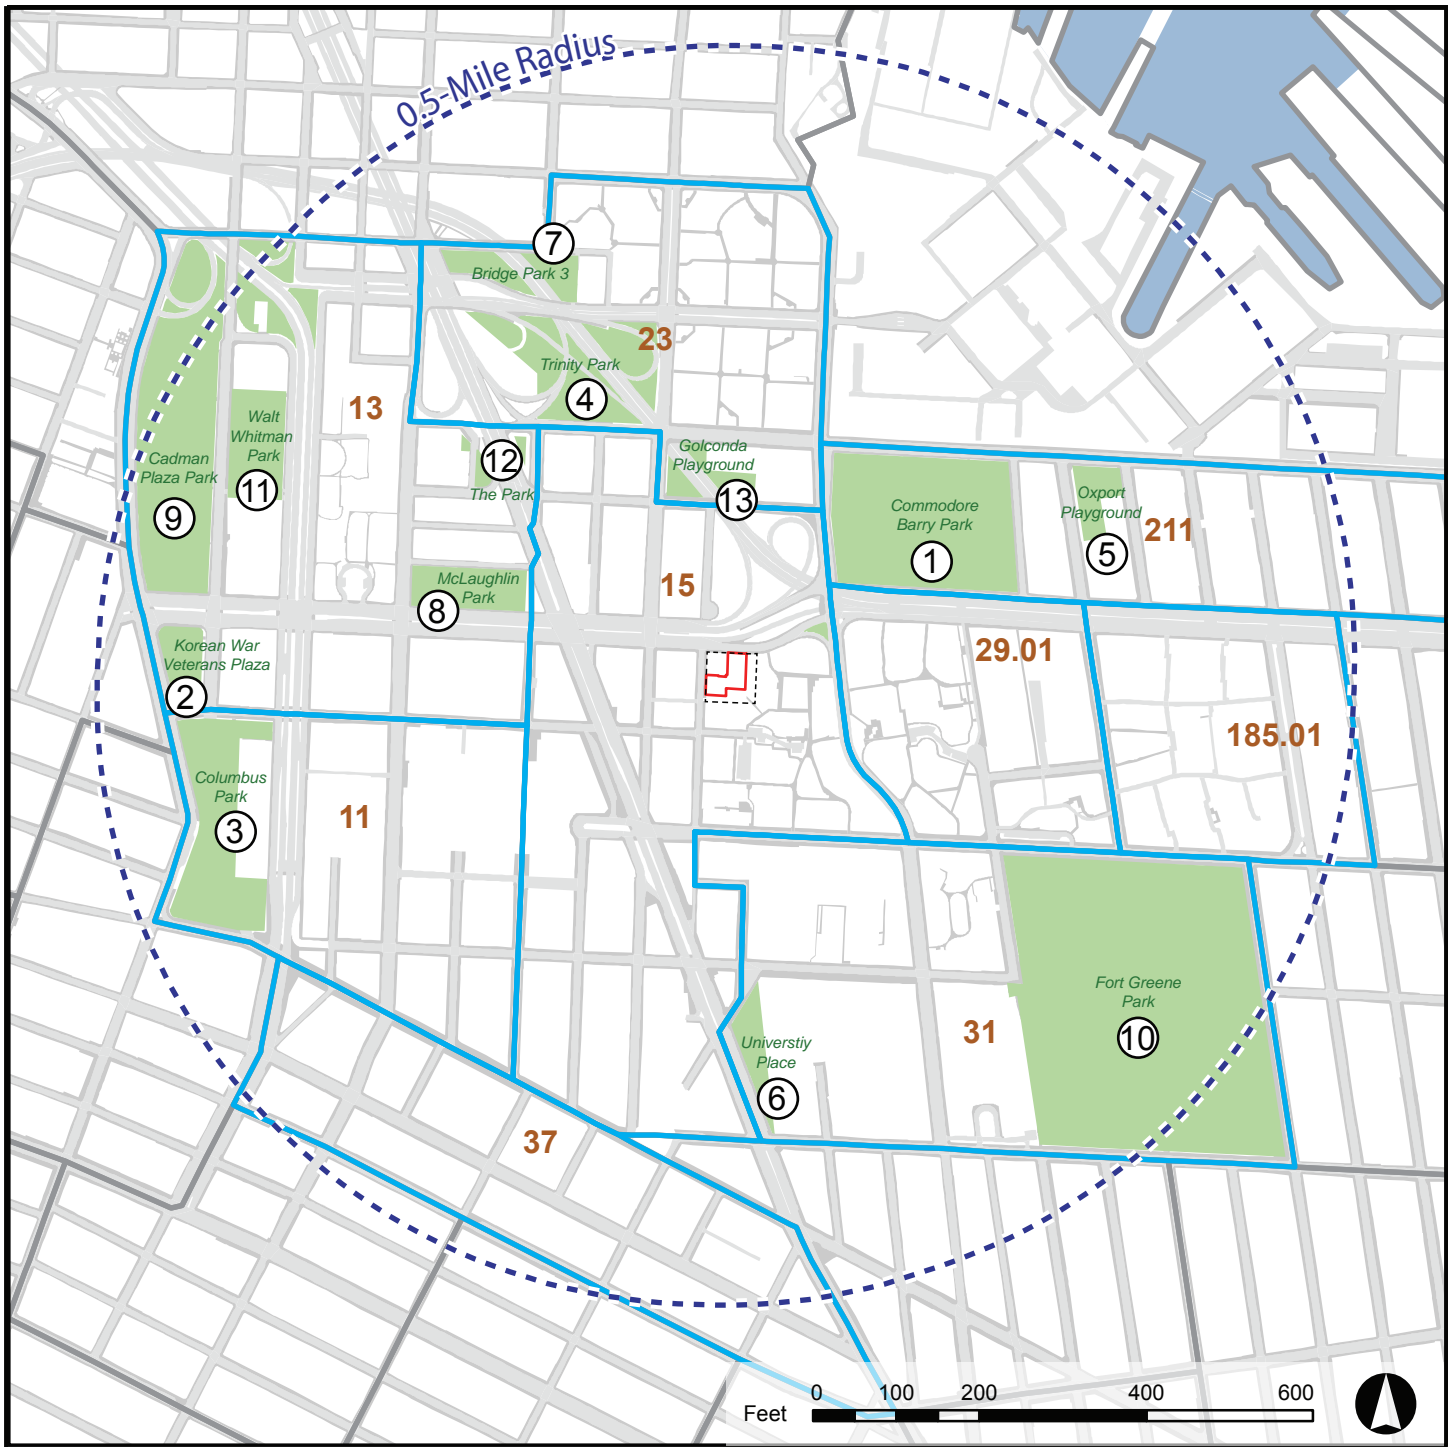 0.5-Mile Radius
7
Bridge Park 3
23
Trinity Park
4
13
Walt
Whitman
Park
11
Cadman
Plaza Park
9
12
The Park
Golconda
Playground
13
Commodore
Barry Park
1
Oxport
Playground
5
211
McLaughlin
Park
8
15
Korean War
Veterans Plaza
2
29.01
185.01
Columbus
Park
3
11
Fort Greene
Park
10
31
Universtiy
Place
6
37
Feet
0 100 200 400 600